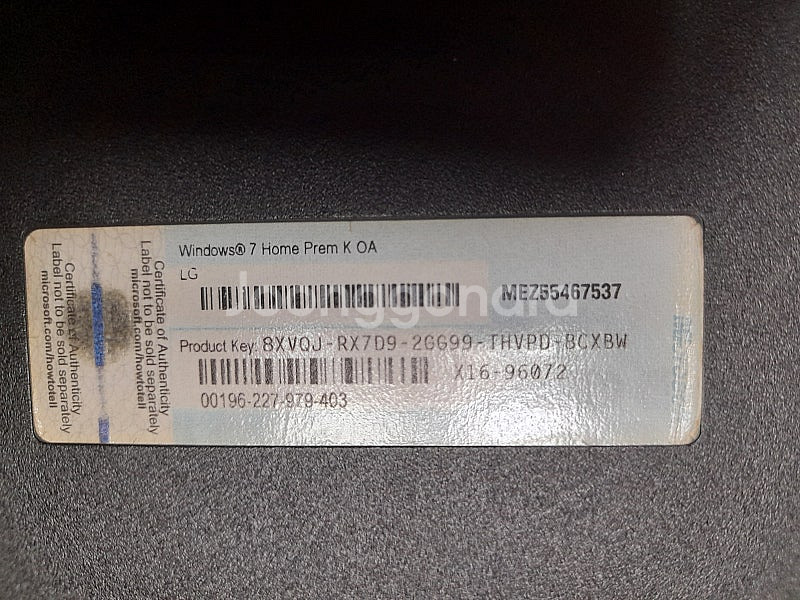 Certificate of Authenticity
Label not to be sold separately
microsoft.com/howtotell
Certificate of Authenticity
Label not to be sold separately
microsoft.com/howtotell
Windows® 7 Home Prem K OA
LG
MEZ55467537
Joonggonara
Product Key: 8XVQJ-RX7D9-2GG99-THVPD-BCXBW
X16-96072
00196-227-979-403